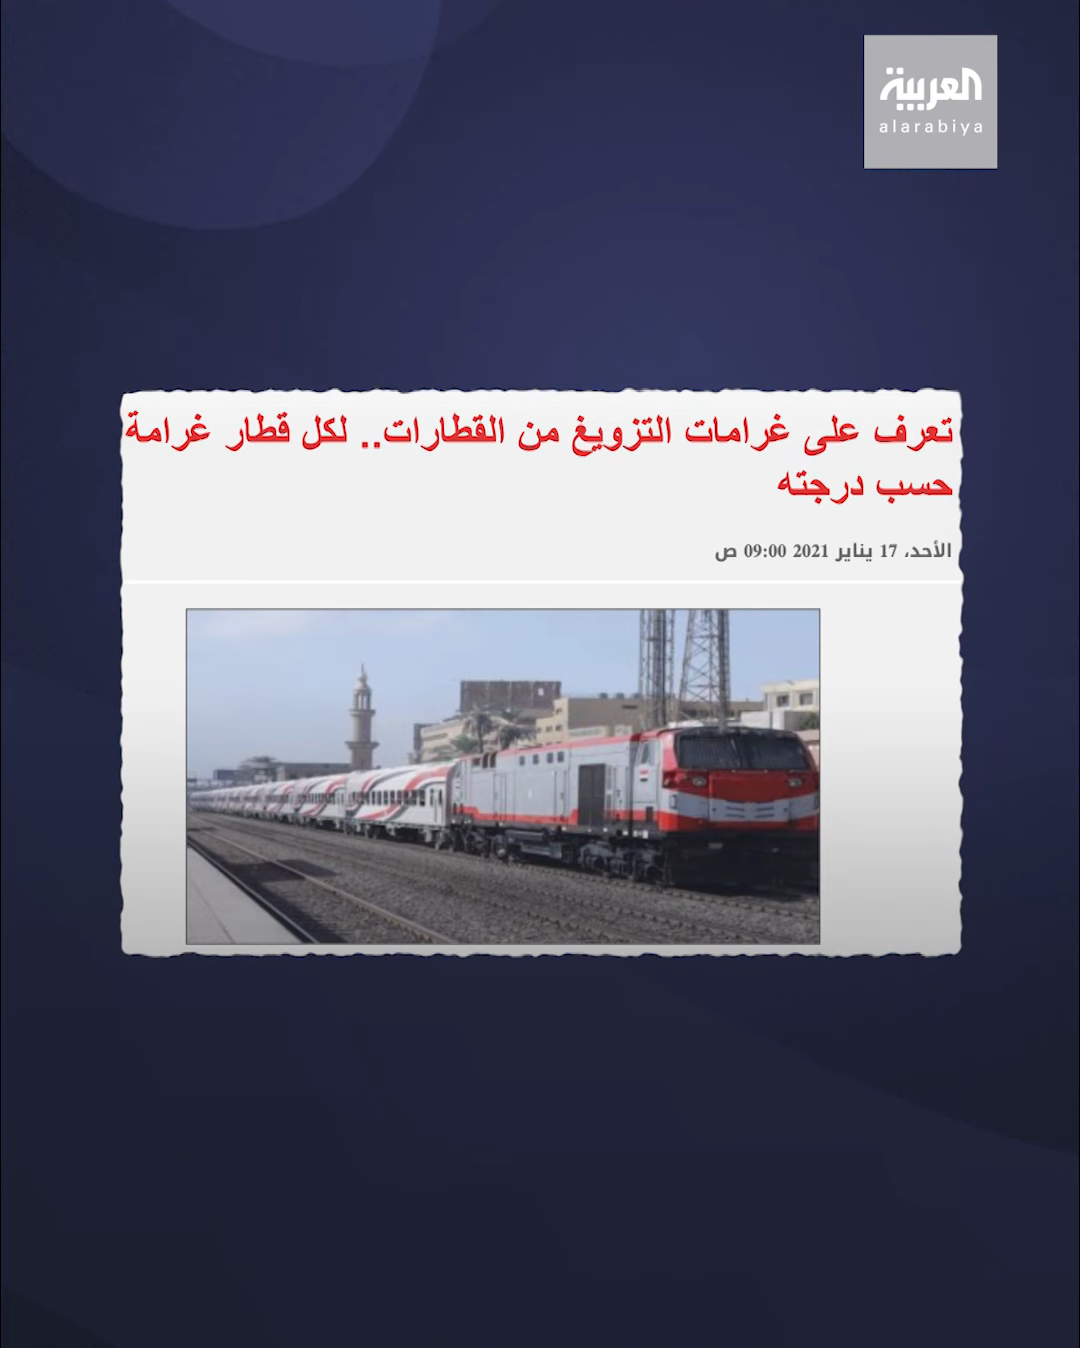 العربية
alarabiya
تعرف على غرامات التزويغ من القطارات.. لكل قطار غرامة
حسب درجته
الأحد، 17 يناير 2021 09:00 ص